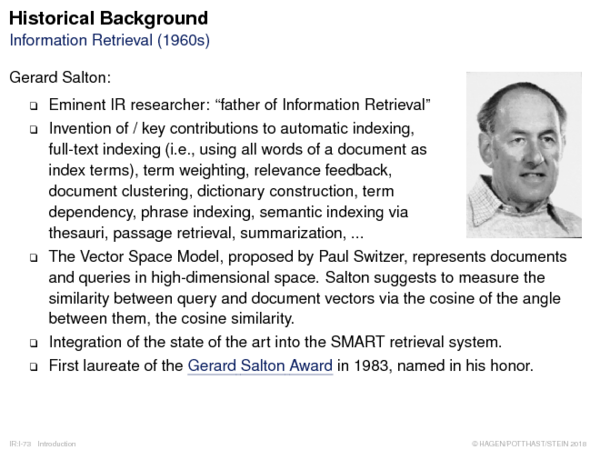 Historical Background
Information Retrieval (1960s)
Gerard Salton:
❑ Eminent IR researcher: “father of Information Retrieval”
❑ Invention of / key contributions to automatic indexing,
full-text indexing (i.e., using all words of a document as
index terms), term weighting, relevance feedback,
document clustering, dictionary construction, term
dependency, phrase indexing, semantic indexing via
thesauri, passage retrieval, summarization, ...
❑ The Vector Space Model, proposed by Paul Switzer, represents documents
and queries in high-dimensional space. Salton suggests to measure the
similarity between query and document vectors via the cosine of the angle
between them, the cosine similarity.
❑ Integration of the state of the art into the SMART retrieval system.
❑ First laureate of the Gerard Salton Award in 1983, named in his honor.
IR:I-73 Introduction
© HAGEN/POTTHAST/STEIN 2018